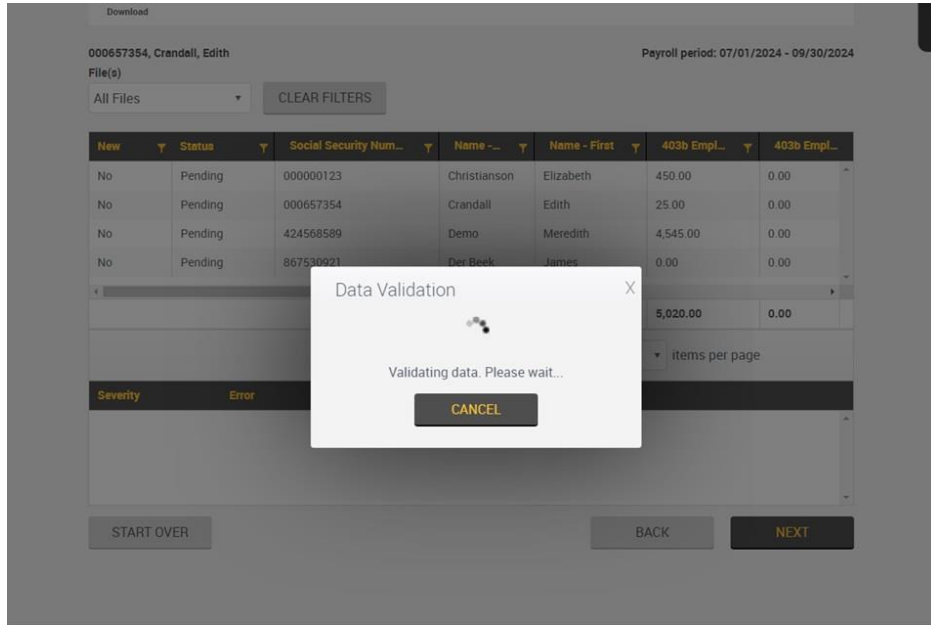 Download
000657354, Crandall, Edith Payroll period: 07/01/2024 - 09/30/2024
File(s)
All Files CLEAR FILTERS
New Status Social Security Num... Name -... Name - First 403b Empl... 403b Empl...
No Pending 000000123 Christianson Elizabeth 450.00 0.00
No Pending 000657354 Crandall Edith 25.00 0.00
No Pending 424568589 Demo Meredith 4,545.00 0.00
No Pending 867530921 Der Beek James 0.00 0.00
Data Validation X
5,020.00 0.00
items per page
Validating data. Please wait...
Severity Error
CANCEL
START OVER BACK NEXT